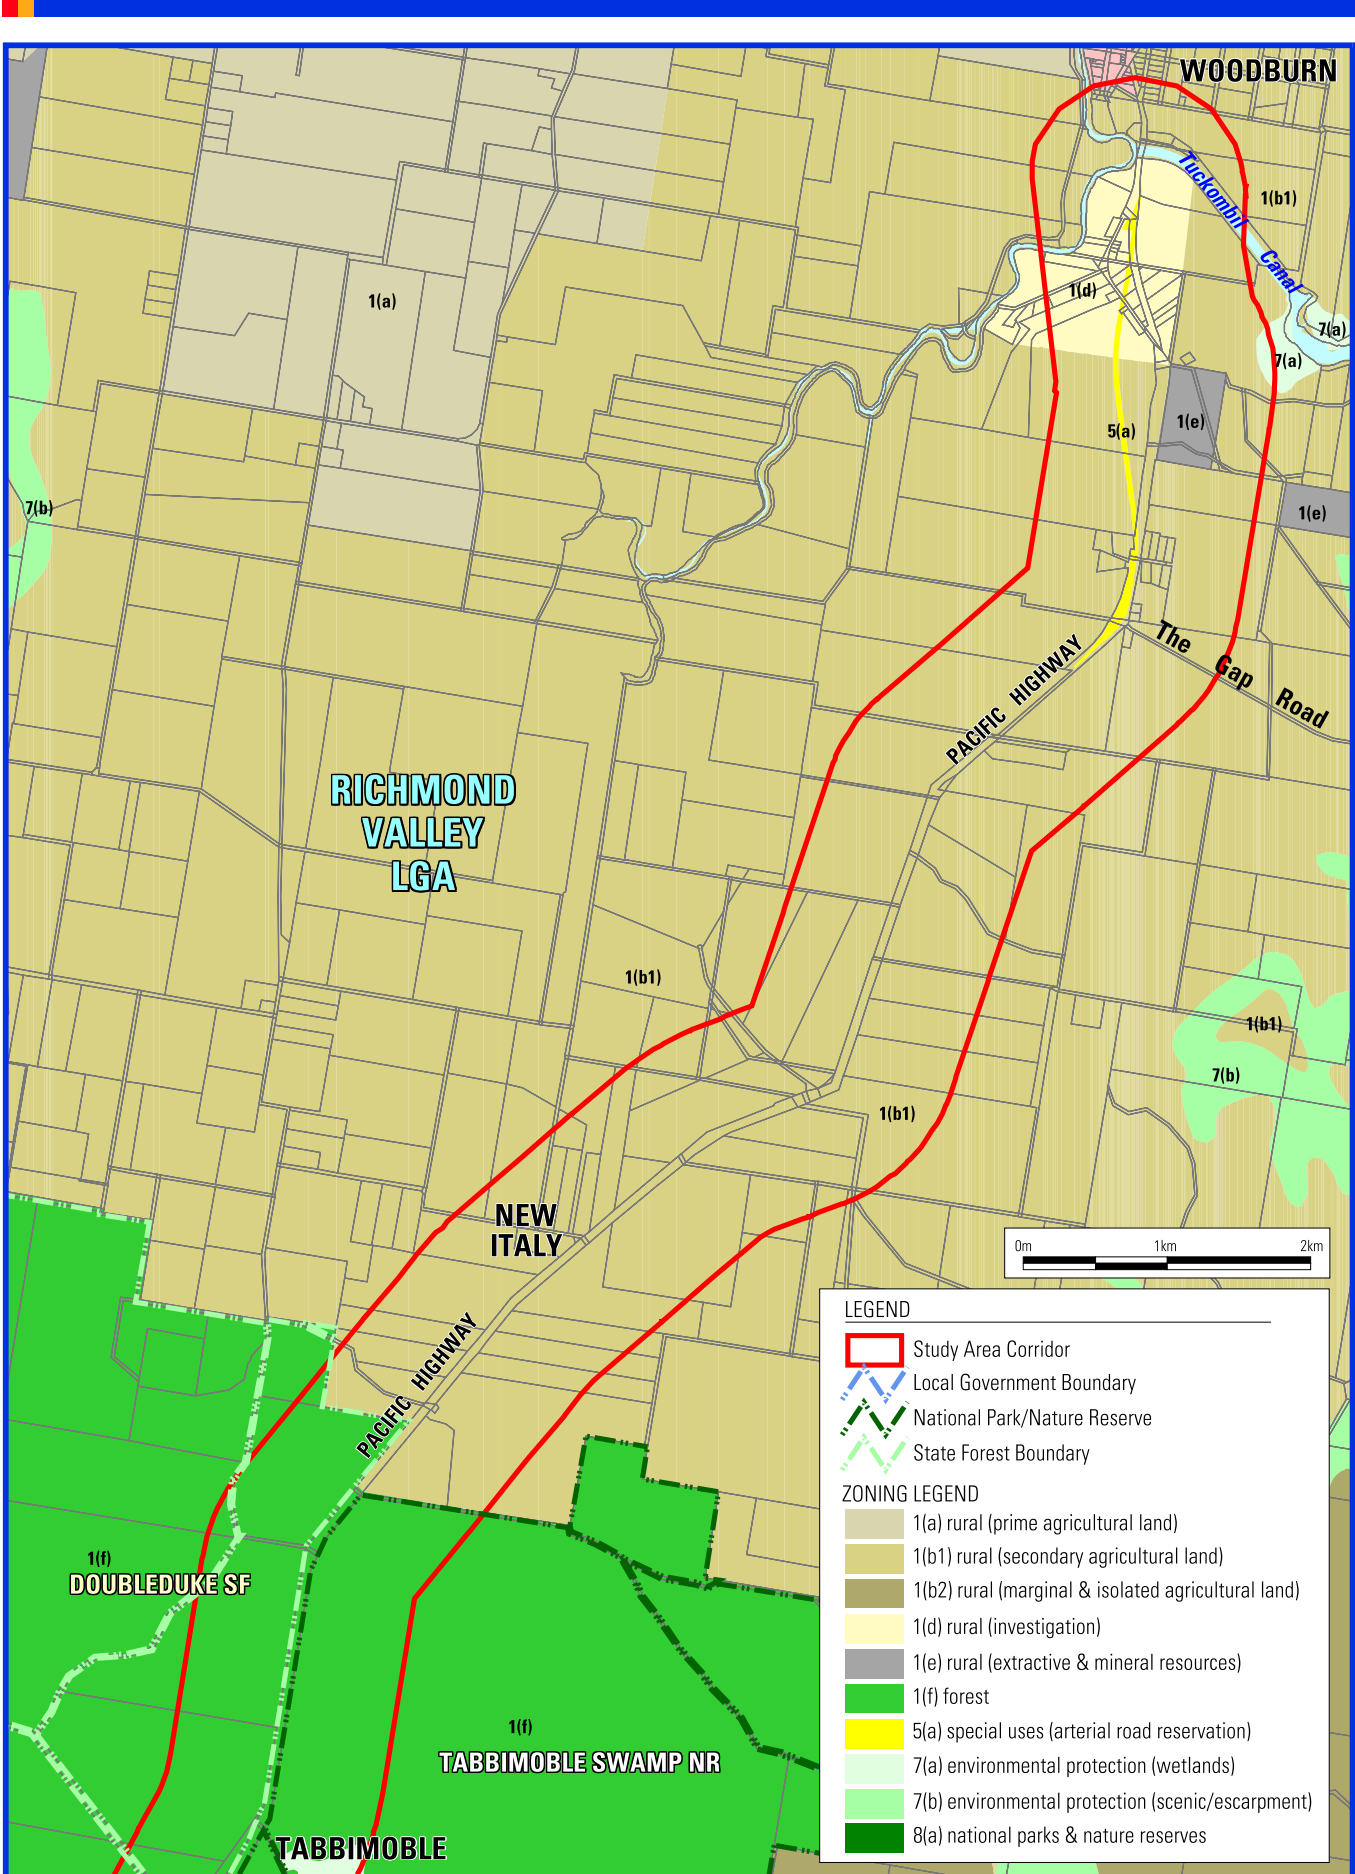 WOODBURN
Tuckombil
Canal
1(b1)
1(a)
1(d)
7(a)
7(a)
5(a)
1(e)
7(b)
1(e)
The Gap Road
PACIFIC HIGHWAY
RICHMOND
VALLEY
LGA
1(b1)
1(b1)
7(b)
1(b1)
NEW
ITALY
0m 1km 2km
PACIFIC HIGHWAY
LEGEND
Study Area Corridor
Local Government Boundary
National Park/Nature Reserve
State Forest Boundary
ZONING LEGEND
1(a) rural (prime agricultural land)
1(b1) rural (secondary agricultural land)
1(b2) rural (marginal & isolated agricultural land)
1(d) rural (investigation)
1(e) rural (extractive & mineral resources)
1(f) forest
5(a) special uses (arterial road reservation)
7(a) environmental protection (wetlands)
7(b) environmental protection (scenic/escarpment)
8(a) national parks & nature reserves
1(f)
DOUBLEDUKE SF
1(f)
TABBIMOBLE SWAMP NR
TABBIMOBLE